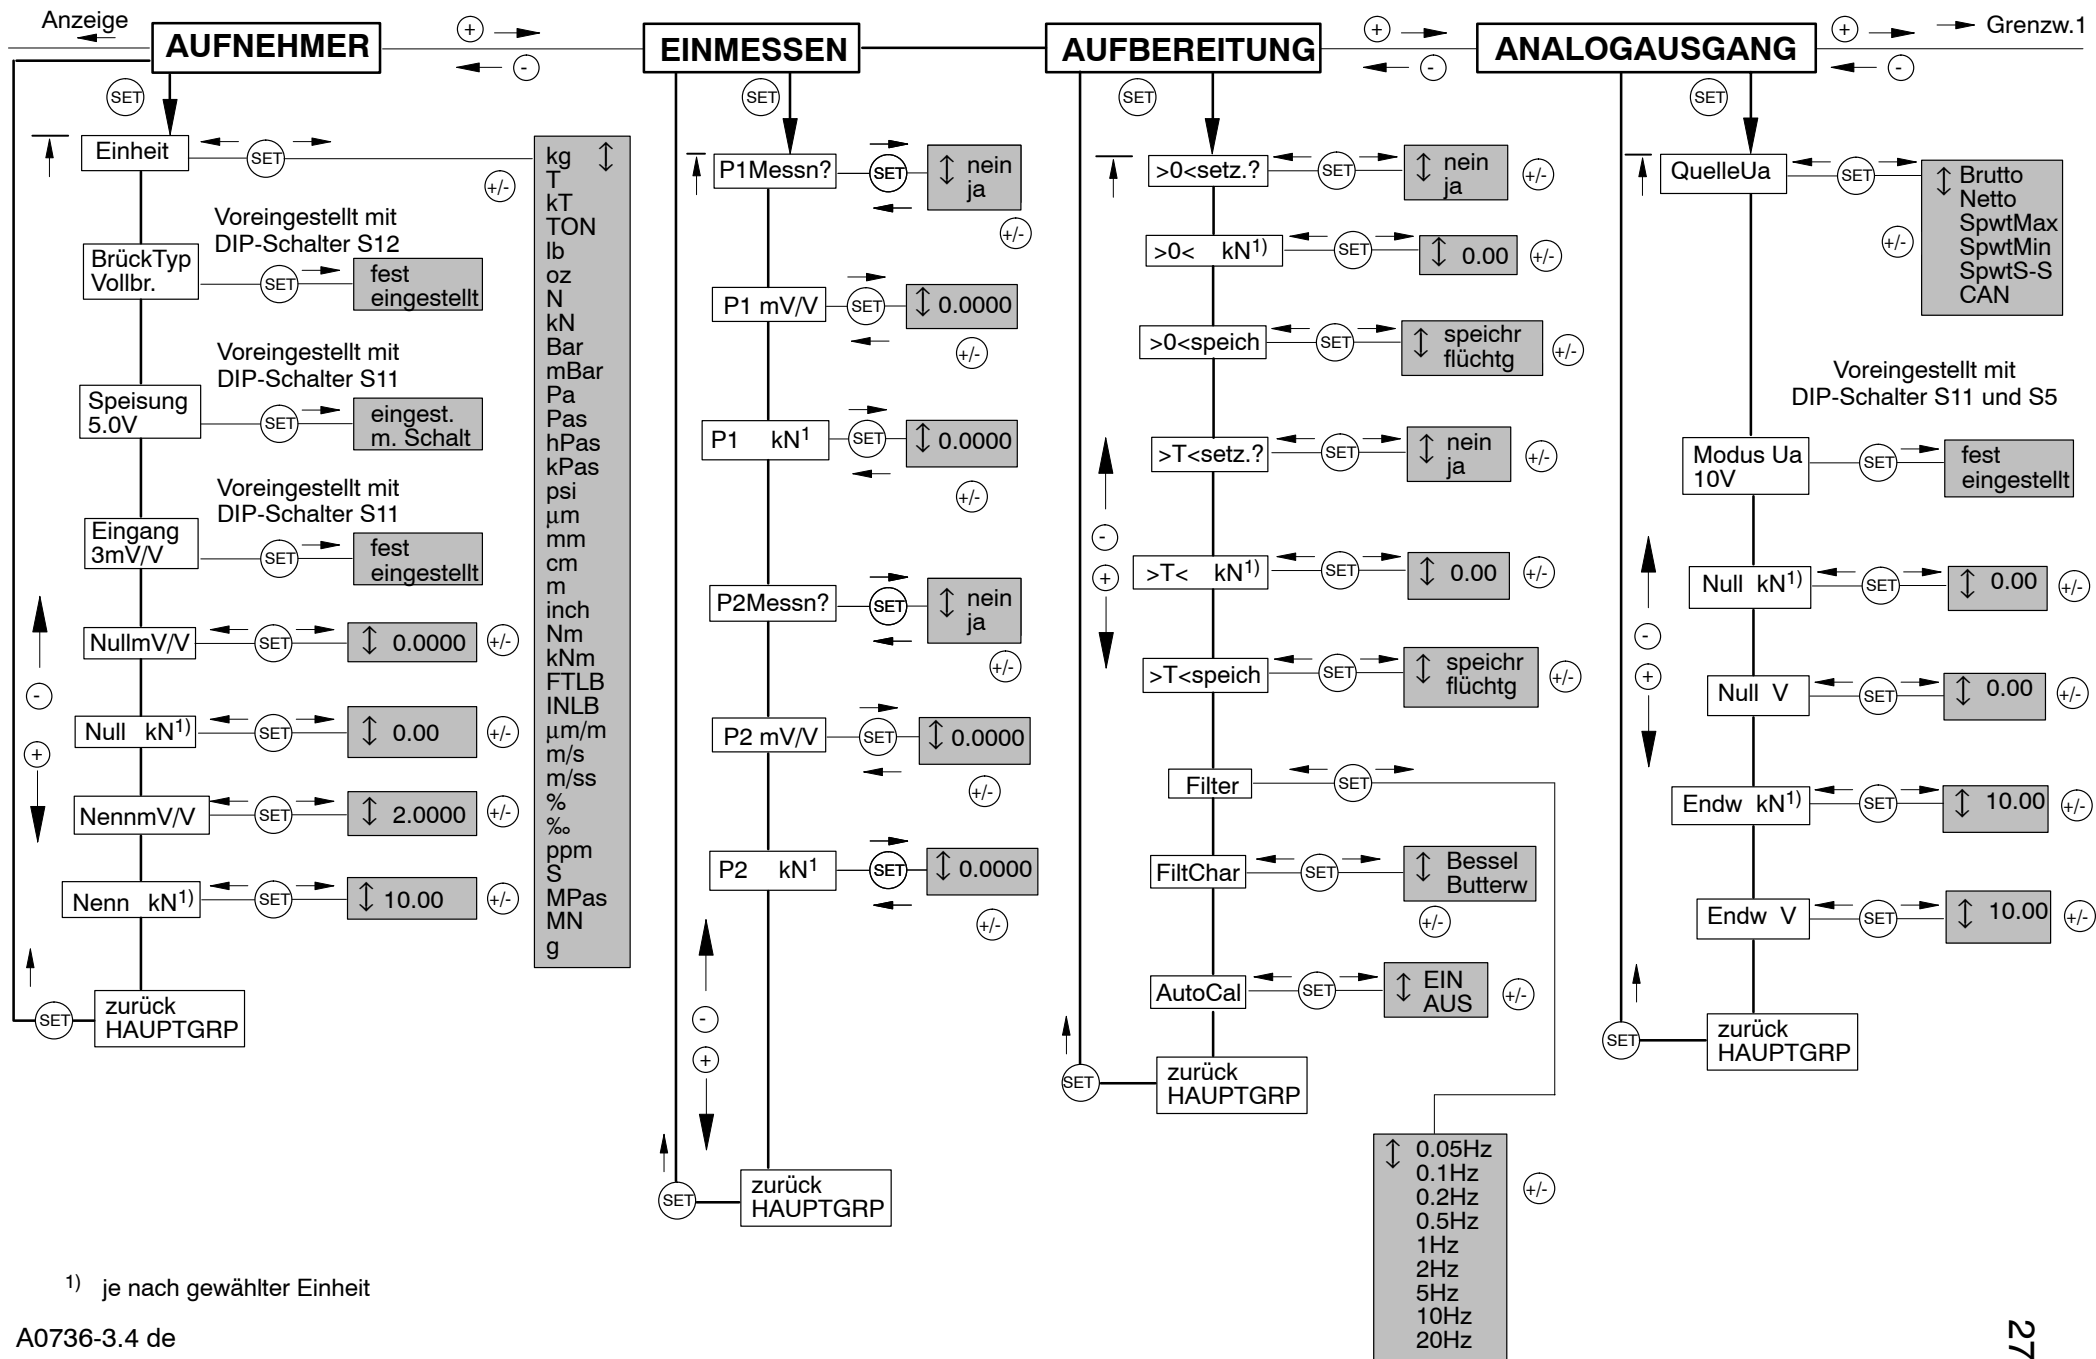 Anzeige
AUFNEHMER
+
-
EINMESSEN
AUFBEREITUNG
+
-
ANALOGAUSGANG
+
-
Grenzw.1
SET
Einheit
SET
+/-
kg
T
kT
TON
lb
oz
N
kN
Bar
mBar
Pa
Pas
hPas
kPas
psi
µm
mm
cm
m
inch
Nm
kNm
FTLB
INLB
µm/m
m/s
m/ss
%
‰
ppm
S
MPas
MN
g
Voreingestellt mit
DIP-Schalter S12
BrückTyp
Vollbr.
SET
fest
eingestellt
Voreingestellt mit
DIP-Schalter S11
Speisung
5.0V
SET
eingest.
m. Schalt
Voreingestellt mit
DIP-Schalter S11
Eingang
3mV/V
SET
fest
eingestellt
-
+
NullmV/V
SET
0.0000
+/-
Null kN1)
SET
0.00
+/-
NennmV/V
SET
2.0000
+/-
Nenn kN1)
SET
10.00
+/-
SET
zurück
HAUPTGRP
SET
P1Messn?
SET
nein
ja
+/-
P1 mV/V
SET
0.0000
+/-
P1 kN1
SET
0.0000
+/-
P2Messn?
SET
nein
ja
+/-
P2 mV/V
SET
0.0000
+/-
P2 kN1
SET
0.0000
+/-
-
+
SET
zurück
HAUPTGRP
SET
>0<setz.?
SET
nein
ja
+/-
>0< kN1)
SET
0.00
+/-
>0<speich
SET
speichr
flüchtg
+/-
>T<setz.?
SET
nein
ja
+/-
-
+
>T< kN1)
SET
0.00
+/-
>T<speich
SET
speichr
flüchtg
+/-
Filter
SET
FiltChar
SET
Bessel
Butterw
+/-
AutoCal
SET
EIN
AUS
+/-
SET
zurück
HAUPTGRP
0.05Hz
0.1Hz
0.2Hz
0.5Hz
1Hz
2Hz
5Hz
10Hz
20Hz
+/-
SET
QuelleUa
SET
+/-
Brutto
Netto
SpwtMax
SpwtMin
SpwtS-S
CAN
Voreingestellt mit
DIP-Schalter S11 und S5
Modus Ua
10V
SET
fest
eingestellt
-
+
Null kN1)
SET
0.00
+/-
Null V
SET
0.00
+/-
Endw kN1)
SET
10.00
+/-
Endw V
SET
10.00
+/-
SET
zurück
HAUPTGRP
1) je nach gewählter Einheit
A0736-3.4 de
27